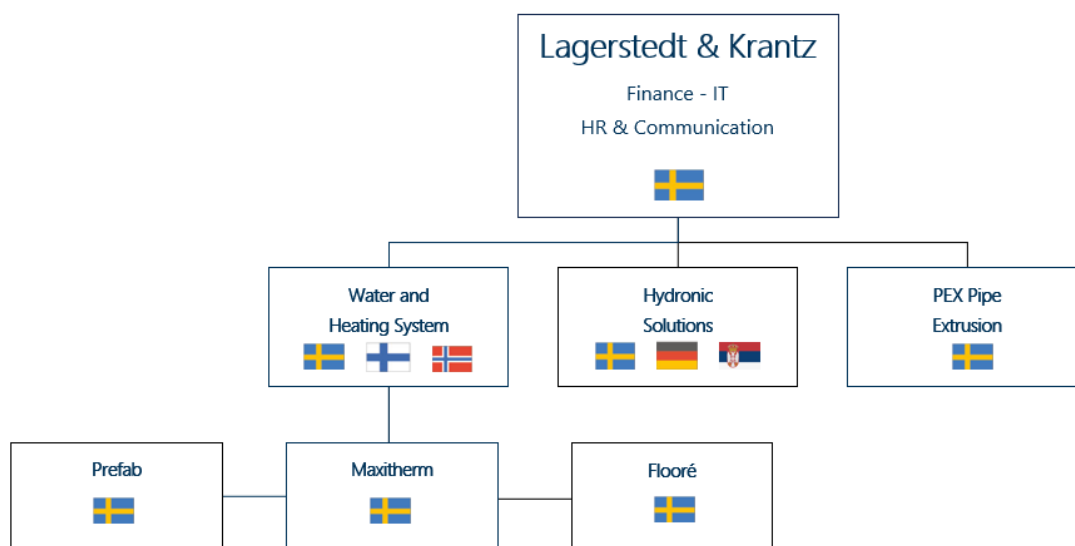 Lagerstedt & Krantz
Finance - IT
HR & Communication
Water and
Heating System
Hydronic
Solutions
PEX Pipe
Extrusion
Prefab
Maxitherm
Flooré